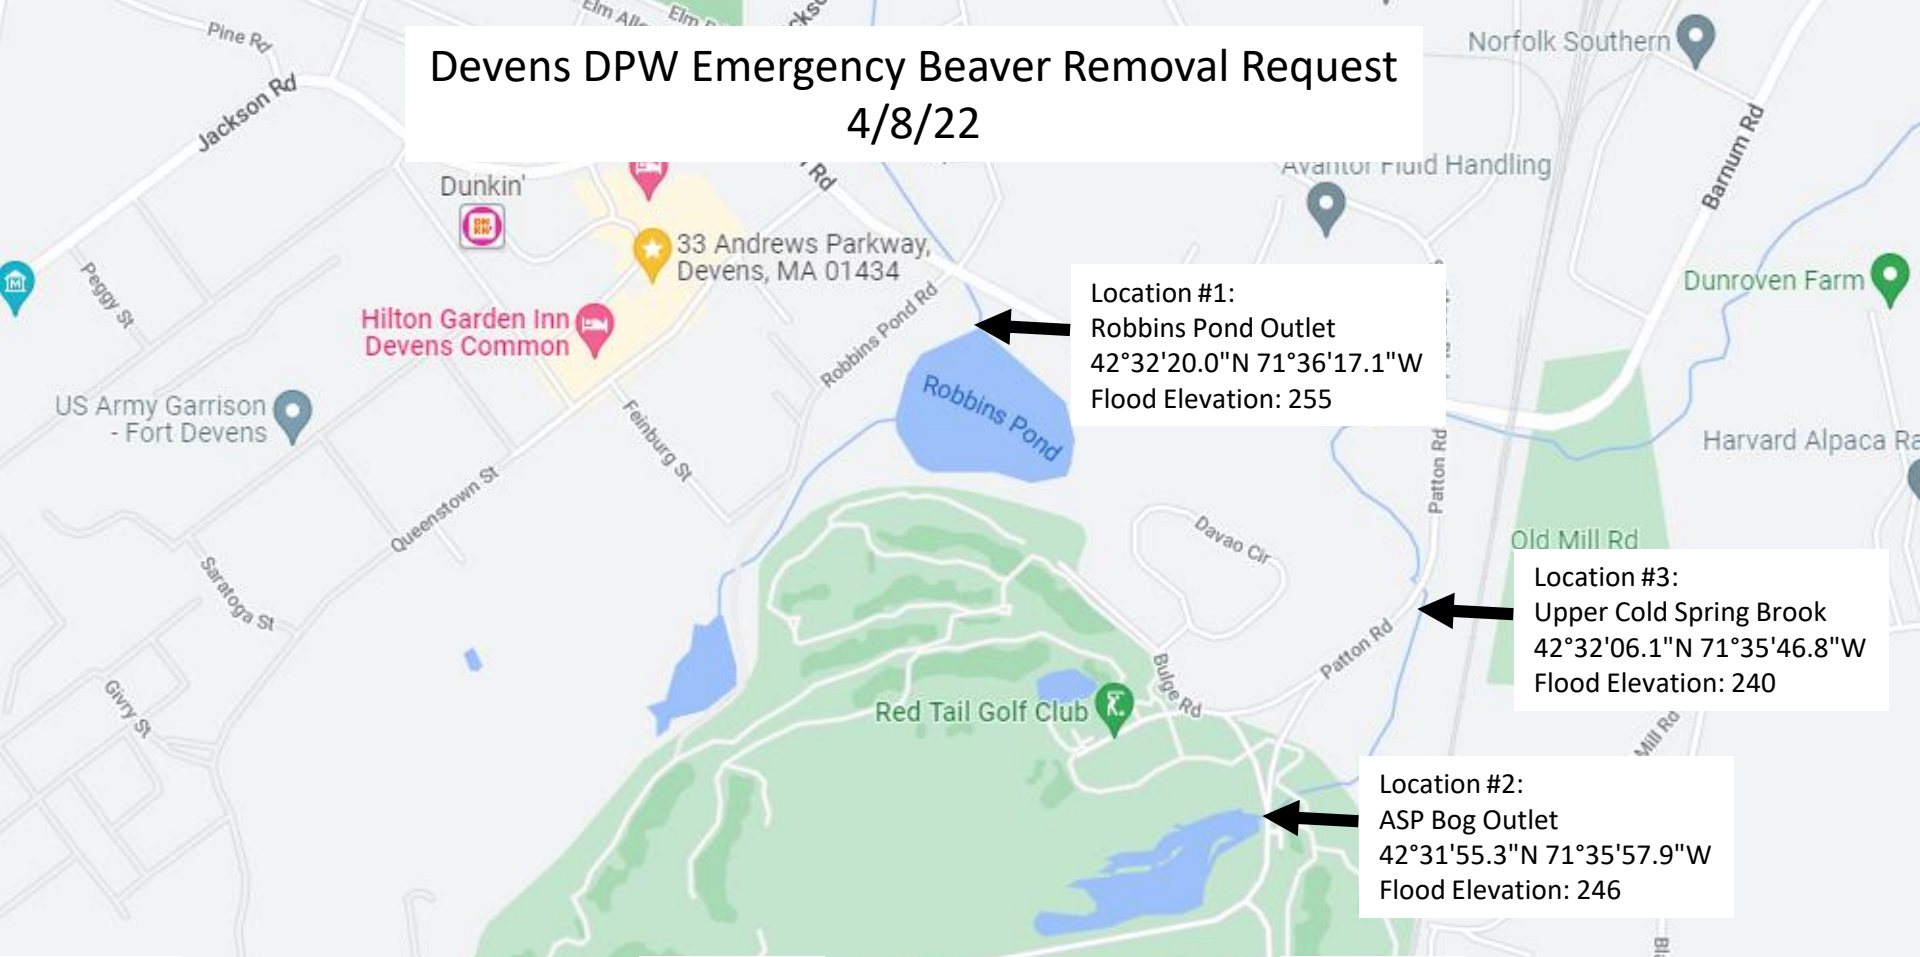 Elm
Pine Rd
Norfolk Southern
Devens DPW Emergency Beaver Removal Request
4/8/22
Jackson Rd
Barnum Rd
Rd
Avantor Fluid Handling
Dunkin'
33 Andrews Parkway,
Devens, MA 01434
Peggy St
Dunroven Farm
Location #1:
Robbins Pond Outlet
42°32'20.0"N 71°36'17.1"W
Flood Elevation: 255
Hilton Garden Inn
Devens Common
Robbins Pond Rd
Robbins Pond
US Army Garrison
- Fort Devens
Feinburg St
Harvard Alpaca Ra
Patton Rd
Queenstown St
Davao Cir
Old Mill Rd
Saratoga St
Location #3:
Upper Cold Spring Brook
42°32'06.1"N 71°35'46.8"W
Flood Elevation: 240
Patton Rd
Bulge Rd
Givry St
Red Tail Golf Club
Mill Rd
Location #2:
ASP Bog Outlet
42°31'55.3"N 71°35'57.9"W
Flood Elevation: 246